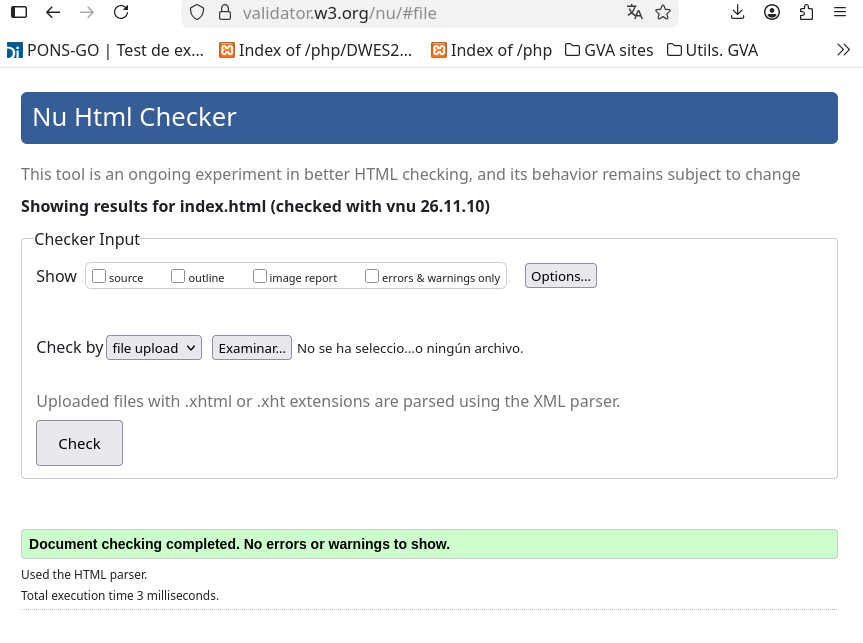 validator.w3.org/nu/#file
PONS-GO | Test de ex... Index of /php/DWES2... Index of /php GVA sites Utils. GVA
Nu Html Checker
This tool is an ongoing experiment in better HTML checking, and its behavior remains subject to change
Showing results for index.html (checked with vnu 26.11.10)
Checker Input
Show source outline image report errors & warnings only Options...
Check by file upload Examinar... No se ha seleccio...o ningún archivo.
Uploaded files with .xhtml or .xht extensions are parsed using the XML parser.
Check
Document checking completed. No errors or warnings to show.
Used the HTML parser.
Total execution time 3 milliseconds.